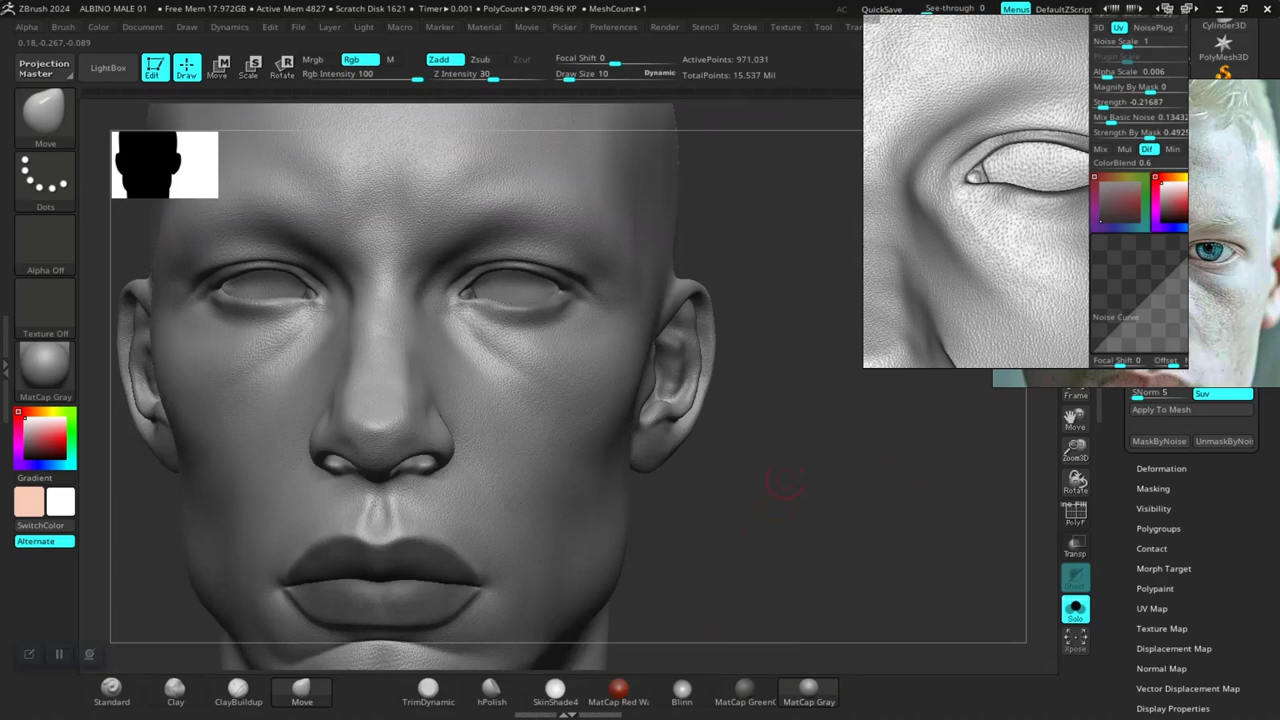 ZBrush 2024 ALBINO MALE 01 • Free Mem 17.972GB • Active Mem 4827 • Scratch Disk 1621 • Timer▶0.001 • PolyCount▶970.496 KP • MeshCount▶1 AC QuickSave See-through 0 Menus DefaultZScript
Alpha Brush Color Document Draw Dynamics Edit File Layer Light Macro Marker Material Movie Picker Preferences Render Stencil Stroke Texture Tool
0.18,-0.267,-0.089
Projection
Master
LightBox
Edit
Draw
Move
Scale
Rotate
Mrgb Rgb M
Rgb Intensity 100
Zadd Zsub Zcut
Z Intensity 30
Focal Shift 0
Draw Size 10 Dynamic
ActivePoints: 971,031
TotalPoints: 15.537 Mil
Move
Dots
Alpha Off
Texture Off
MatCap Gray
Gradient
SwitchColor
Alternate
3D Uv NoisePlug
Noise Scale 1
Plugin Scale
Alpha Scale 0.006
Magnify By Mask 0
Strength -0.21687
Mix Basic Noise 0.13432
Strength By Mask 0.4925
Mix Mul Dif Min
ColorBlend 0.6
Noise Curve
Focal Shift 0 Offset
Cylinder3D
PolyMesh3D
SNorm 5 Suv
Apply To Mesh
MaskByNoise UnmaskByNoi
Deformation
Masking
Visibility
Polygroups
Contact
Morph Target
Polypaint
UV Map
Texture Map
Displacement Map
Normal Map
Vector Displacement Map
Display Properties
Frame
Move
Zoom3D
Rotate
PolyF
Transp
Ghost
Solo
Xpose
Standard Clay ClayBuildup Move TrimDynamic hPolish SkinShade4 MatCap Red Wa Blinn MatCap GreenC MatCap Gray